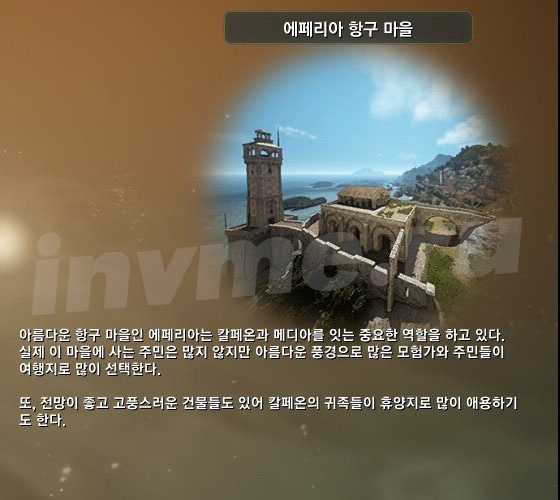 에페리아 항구 마을
invme.ru
아름다운 항구 마을인 에페리아는 칼페온과 메디아를 잇는 중요한 역할을 하고 있다.
실제 이 마을에 사는 주민은 많지 않지만 아름다운 풍경으로 많은 모험가와 주민들이
여행지로 많이 선택한다.
또, 전망이 좋고 고풍스러운 건물들도 있어 칼페온의 귀족들이 휴양지로 많이 애용하기
도 한다.